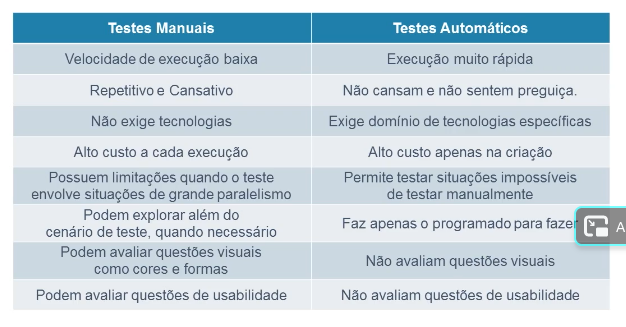 Testes Manuais Testes Automáticos
Velocidade de execução baixa Execução muito rápida
Repetitivo e Cansativo Não cansam e não sentem preguiça.
Não exige tecnologias Exige domínio de tecnologias específicas
Alto custo a cada execução Alto custo apenas na criação
Possuem limitações quando o teste
envolve situações de grande paralelismo
Permite testar situações impossíveis
de testar manualmente
Podem explorar além do
cenário de teste, quando necessário
Faz apenas o programado para fazer
Podem avaliar questões visuais
como cores e formas
Não avaliam questões visuais
Podem avaliar questões de usabilidade Não avaliam questões de usabilidade
A